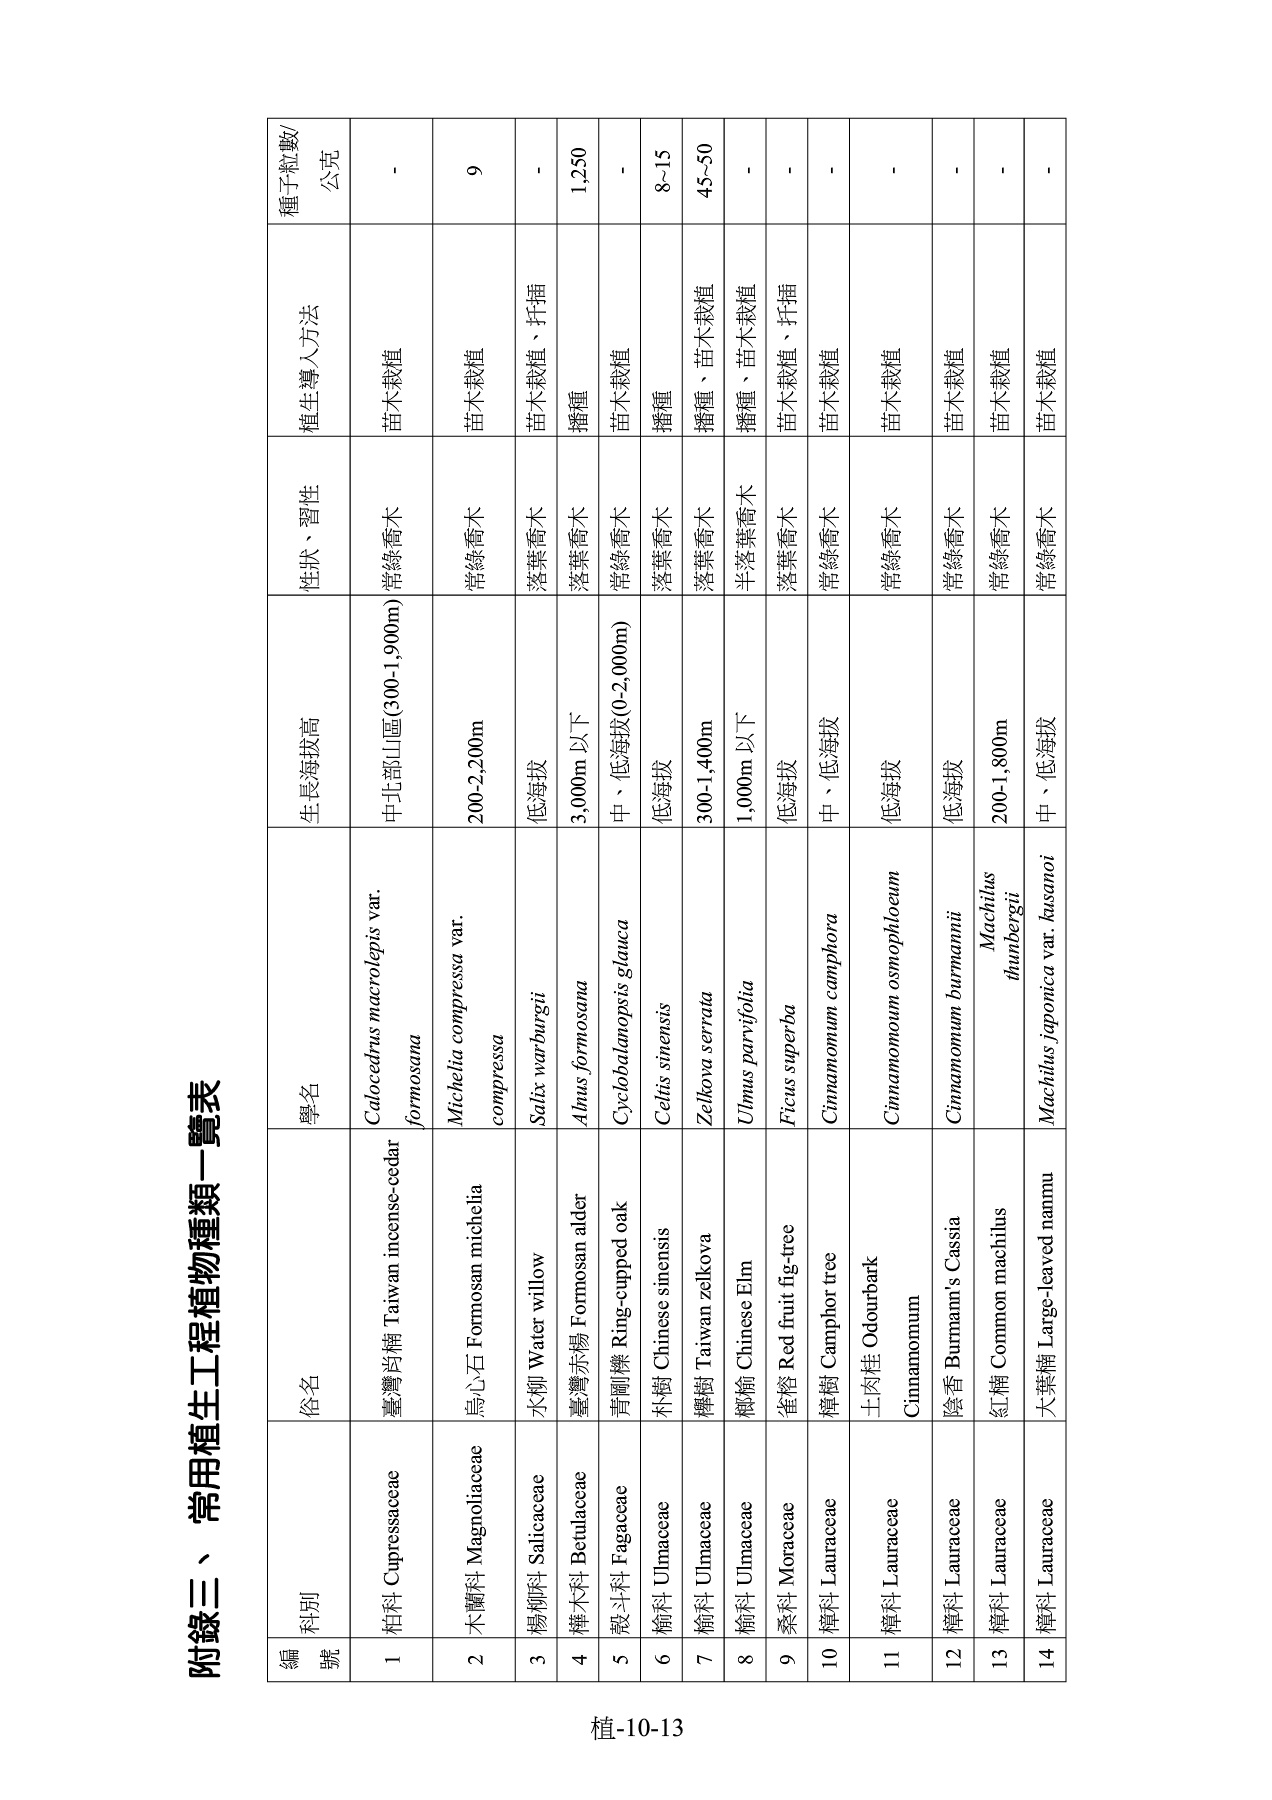 附錄三、 常用植生工程植物種類一覽表
編號 科別 俗名 學名 生長海拔高 性狀、習性 植生導入方法 種子粒數/公克
1 柏科 Cupressaceae 臺灣肖楠 Taiwan incense-cedar Calocedrus macrolepis var. formosana 中北部山區(300-1,900m) 常綠喬木 苗木栽植 -
2 木蘭科 Magnoliaceae 烏心石 Formosan michelia Michelia compressa var. compressa 200-2,200m 常綠喬木 苗木栽植 9
3 楊柳科 Salicaceae 水柳 Water willow Salix warburgii 低海拔 落葉喬木 苗木栽植、扦插 -
4 樺木科 Betulaceae 臺灣赤楊 Formosan alder Alnus formosana 3,000m 以下 落葉喬木 播種 1,250
5 殼斗科 Fagaceae 青剛櫟 Ring-cupped oak Cyclobalanopsis glauca 中、低海拔(0-2,000m) 常綠喬木 苗木栽植 -
6 榆科 Ulmaceae 朴樹 Chinese sinensis Celtis sinensis 低海拔 落葉喬木 播種 8~15
7 榆科 Ulmaceae 櫸樹 Taiwan zelkova Zelkova serrata 300-1,400m 落葉喬木 播種、苗木栽植 45~50
8 榆科 Ulmaceae 榔榆 Chinese Elm Ulmus parvifolia 1,000m 以下 半落葉喬木 播種、苗木栽植 -
9 桑科 Moraceae 雀榕 Red fruit fig-tree Ficus superba 低海拔 落葉喬木 苗木栽植、扦插 -
10 樟科 Lauraceae 樟樹 Camphor tree Cinnamomum camphora 中、低海拔 常綠喬木 苗木栽植 -
11 樟科 Lauraceae 土肉桂 Odourbark Cinnamomum Cinnamomoum osmophloeum 低海拔 常綠喬木 苗木栽植 -
12 樟科 Lauraceae 陰香 Burmann's Cassia Cinnamomum burmannii 低海拔 常綠喬木 苗木栽植 -
13 樟科 Lauraceae 紅楠 Common machilus Machilus thunbergii 200-1,800m 常綠喬木 苗木栽植 -
14 樟科 Lauraceae 大葉楠 Large-leaved nanmu Machilus japonica var. kusanoi 中、低海拔 常綠喬木 苗木栽植 -
植-10-13